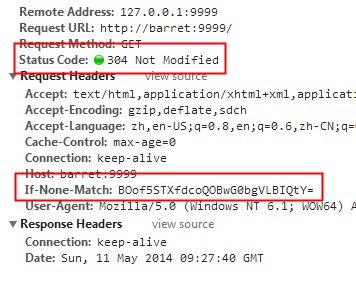 Remote Address: 127.0.0.1:9999
Request URL: http://barret:9999/
Request Method: GET
Status Code: 304 Not Modified
Request Headers view source
Accept: text/html,application/xhtml+xml,applicati
Accept-Encoding: gzip,deflate,sdch
Accept-Language: zh,en-US;q=0.8,en;q=0.6,zh-CN;q=
Cache-Control: max-age=0
Connection: keep-alive
Host: barret:9999
If-None-Match: BOof5STXfdcoQOBwG0bgVLBIQtY=
User-Agent: Mozilla/5.0 (Windows NT 6.1; WOW64) A
Response Headers view source
Connection: keep-alive
Date: Sun, 11 May 2014 09:27:40 GMT